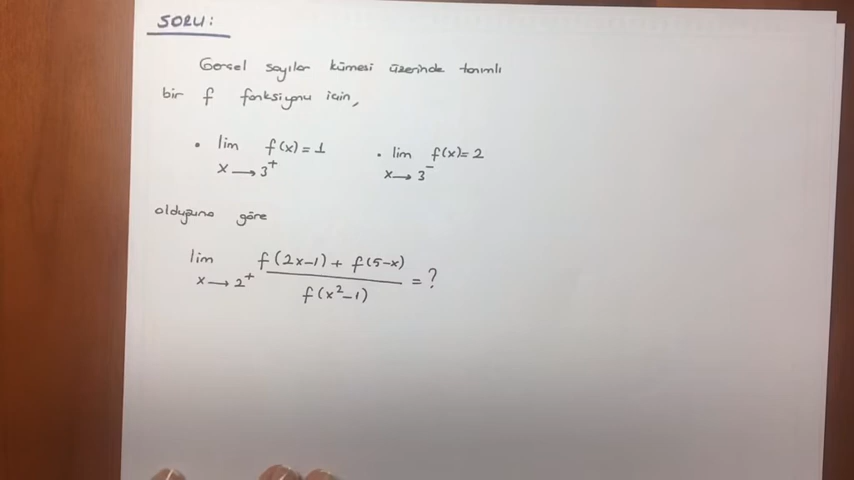 SORU:
Gerçel sayılar kümesi üzerinde tanımlı
bir f fonksiyonu için,
• lim f(x) = 1 • lim f(x) = 2
x → 3⁺ x → 3⁻
olduğuna göre
lim f(2x-1) + f(5-x)
x → 2⁺ f(x²-1) = ?